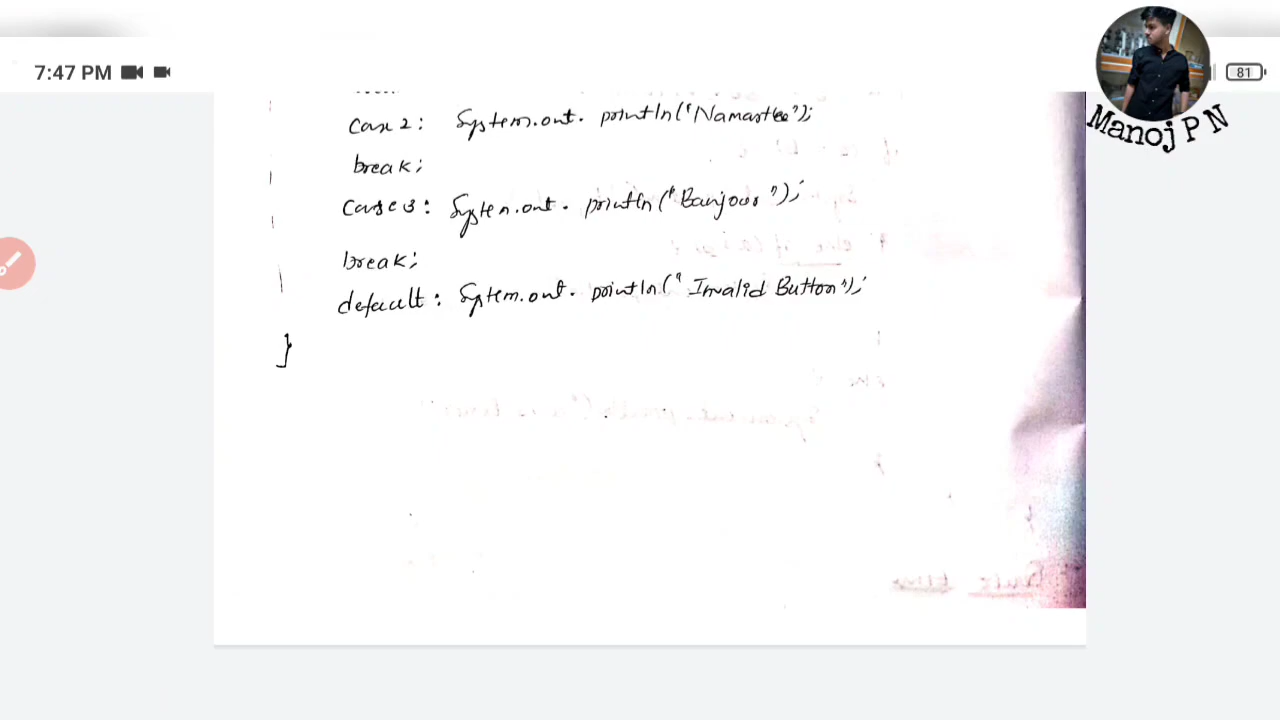 7:47 PM
81
Manoj P N
case 2: System.out.println("Namastee");
break;
case 3: System.out.println("Banjour");
break;
default: System.out.println("Invalid Button");
}